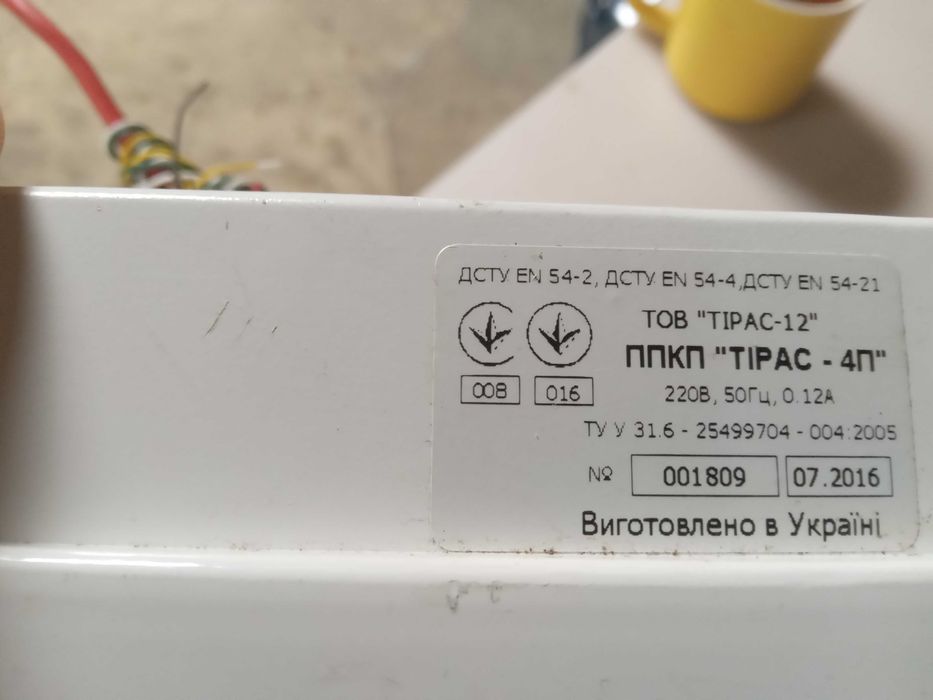 ДСТУ EN 54-2, ДСТУ EN 54-4,ДСТУ EN 54-21
ТОВ "ТІРАС-12"
ППКП "ТІРАС - 4П"
008 016
220В, 50Гц, 0.12А
ТУ У 31.6 - 25499704 - 004:2005
№ 001809 07.2016
Виготовлено в Україні